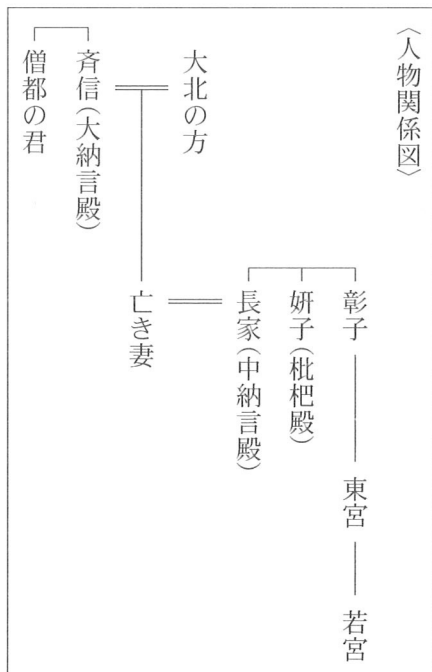 〈人物関係図〉
彰子
東宮
若宮
妍子(枇杷殿)
長家(中納言殿)
亡き妻
大北の方
斉信(大納言殿)
僧都の君